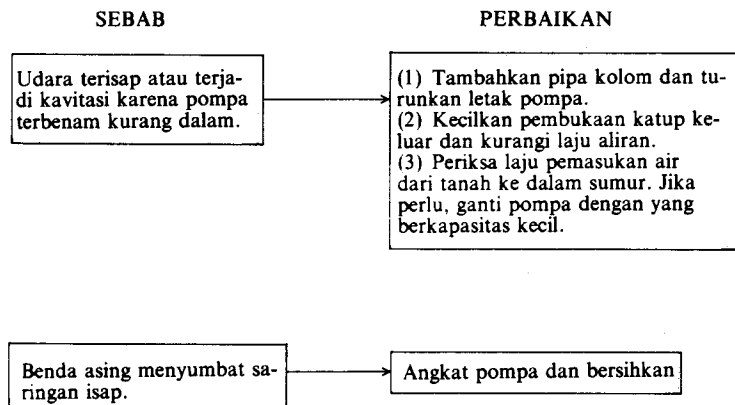 SEBAB
PERBAIKAN
Udara terisap atau terja-
di kavitasi karena pompa
terbenam kurang dalam.
(1) Tambahkan pipa kolom dan tu-
runkan letak pompa.
(2) Kecilkan pembukaan katup ke-
luar dan kurangi laju aliran.
(3) Periksa laju pemasukan air
dari tanah ke dalam sumur. Jika
perlu, ganti pompa dengan yang
berkapasitas kecil.
Benda asing menyumbat sa-
ringan isap.
Angkat pompa dan bersihkan